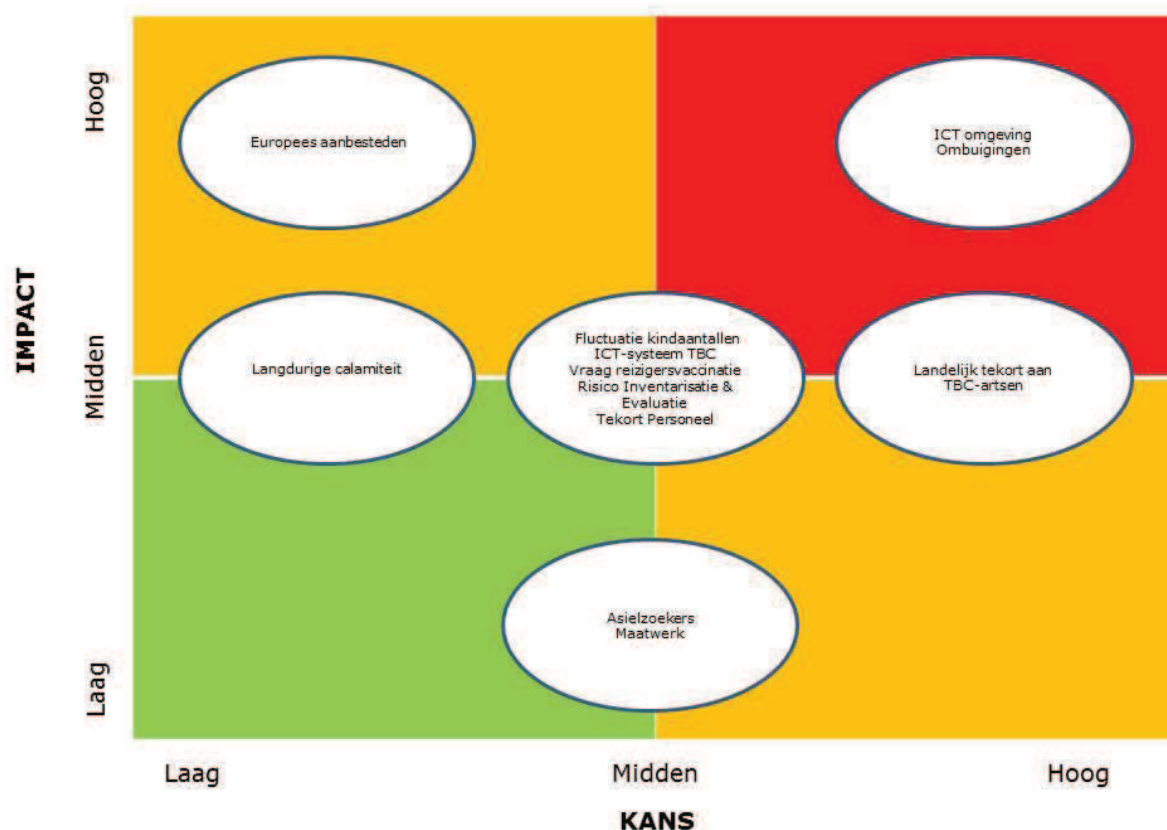 Hoog
Europees aanbesteden
ICT omgeving
Ombuigingen
IMPACT
Midden
Langdurige calamiteit
Fluctuatie kindaantallen
ICT-systeem TBC
Vraag reizigersvaccinatie
Risico Inventarisatie &
Evaluatie
Tekort Personeel
Landelijk tekort aan
TBC-artsen
Asielzoekers
Maatwerk
Laag
Laag
Midden
Hoog
KANS